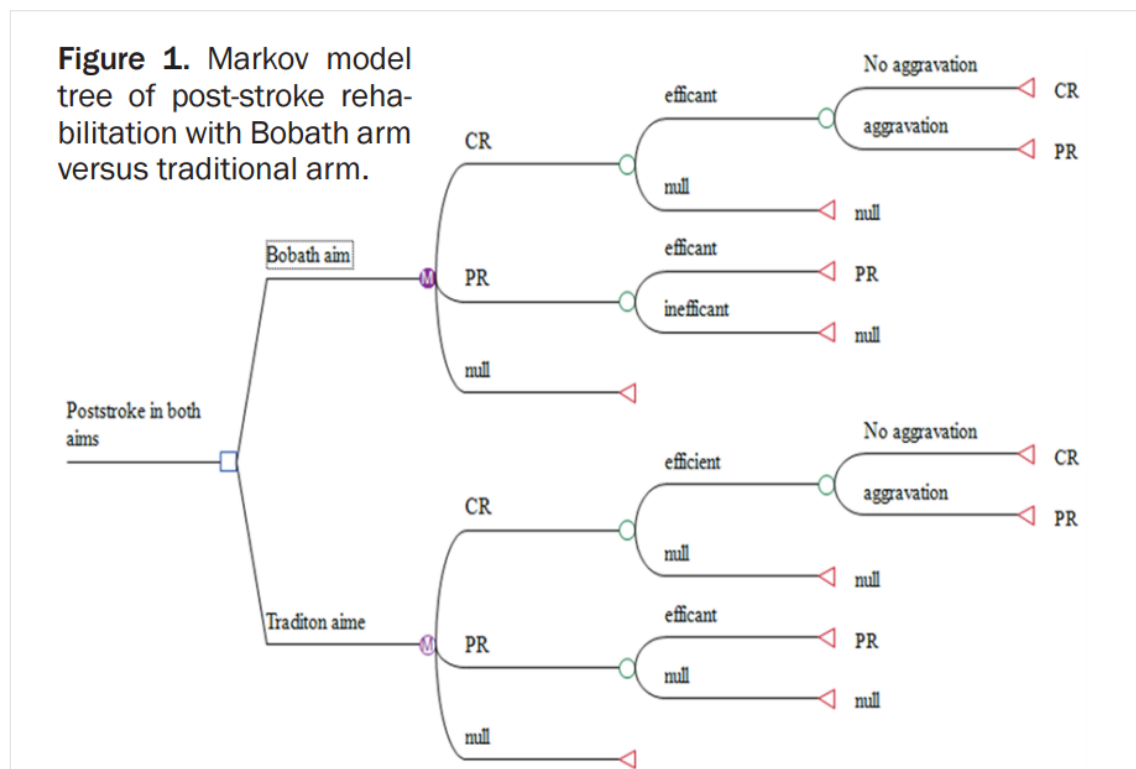 Figure 1. Markov model
tree of post-stroke reha-
bilitation with Bobath arm
versus traditional arm.
No aggravation
CR
efficant
aggravation
PR
CR
null
null
Bobath aim
M
efficant
PR
PR
inefficant
null
null
Poststroke in both
aims
No aggravation
CR
efficient
aggravation
PR
CR
null
null
Traditon aime
M
efficant
PR
PR
null
null
null